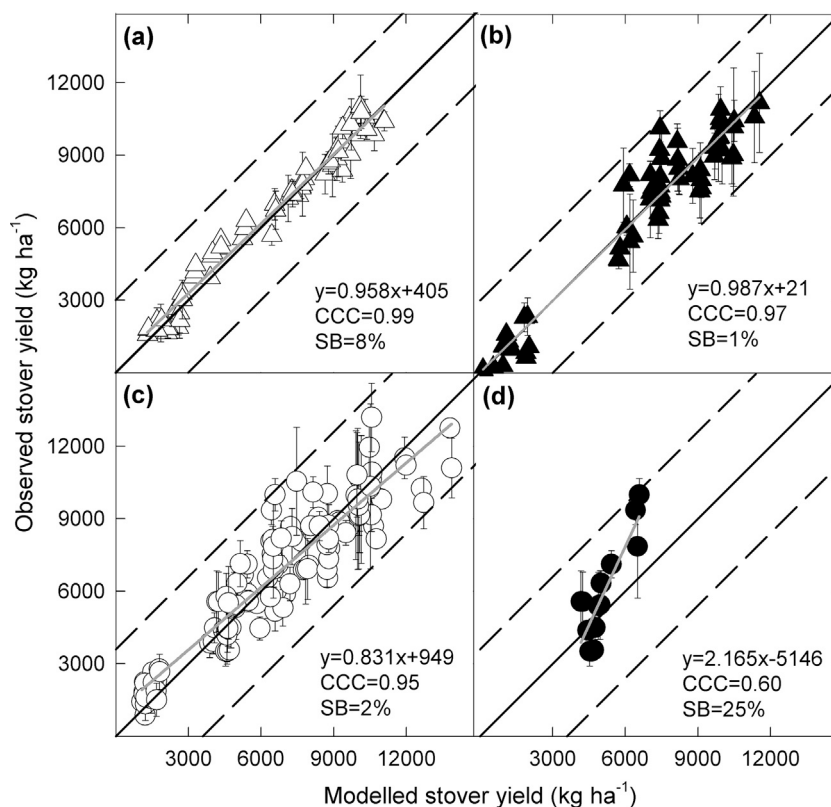 (a)
(b)
12000
9000
6000
3000
y=0.958x+405
CCC=0.99
SB=8%
y=0.987x+21
CCC=0.97
SB=1%
Observed stover yield (kg ha⁻¹)
(c)
(d)
12000
9000
6000
3000
y=0.831x+949
CCC=0.95
SB=2%
y=2.165x-5146
CCC=0.60
SB=25%
3000 6000 9000 12000 3000 6000 9000 12000
Modelled stover yield (kg ha⁻¹)